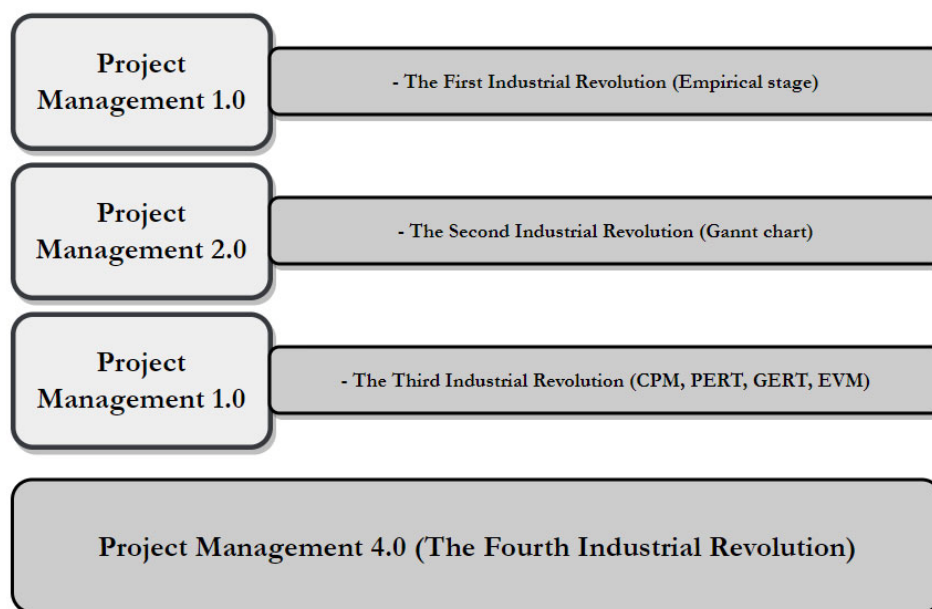 Project
Management 1.0
- The First Industrial Revolution (Empirical stage)
Project
Management 2.0
- The Second Industrial Revolution (Gannt chart)
Project
Management 1.0
- The Third Industrial Revolution (CPM, PERT, GERT, EVM)
Project Management 4.0 (The Fourth Industrial Revolution)